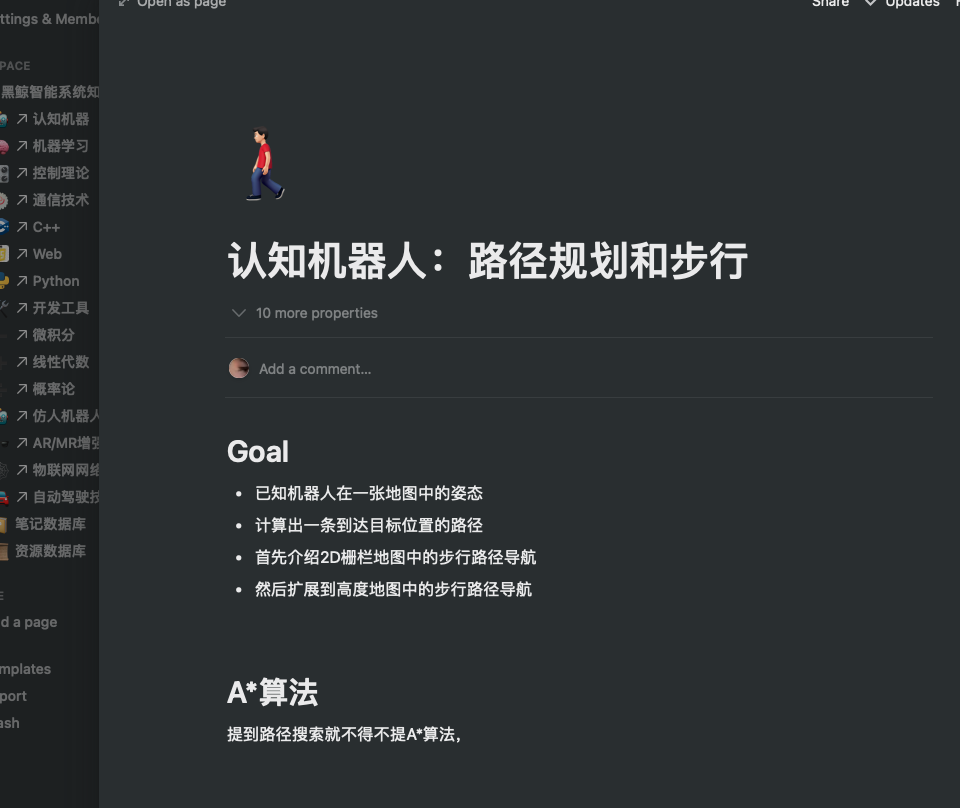 Open as page
Share
Updates
ttings & Membe
PACE
黑鲸智能系统知
认知机器
机器学习
控制理论
通信技术
C++
Web
Python
开发工具
微积分
线性代数
概率论
仿人机器人
AR/MR增强
物联网网络
自动驾驶技
笔记数据库
资源数据库
E
d a page
mplates
port
ash
认知机器人：路径规划和步行
10 more properties
Add a comment...
Goal
• 已知机器人在一张地图中的姿态
• 计算出一条到达目标位置的路径
• 首先介绍2D栅栏地图中的步行路径导航
• 然后扩展到高度地图中的步行路径导航
A*算法
提到路径搜索就不得不提A*算法，